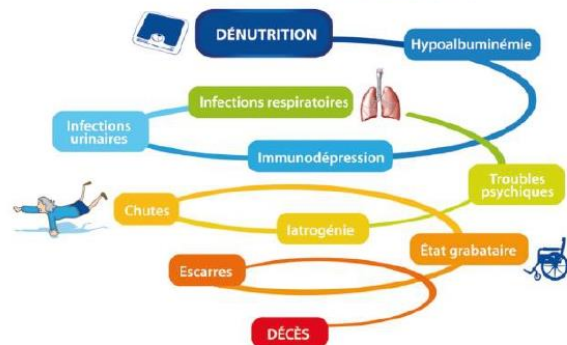 DÉNUTRITION
Hypoalbuminémie
Infections respiratoires
Infections
urinaires
Immunodépression
Troubles
psychiques
Chutes
Iatrogénie
État grabataire
Escarres
DÉCÈS